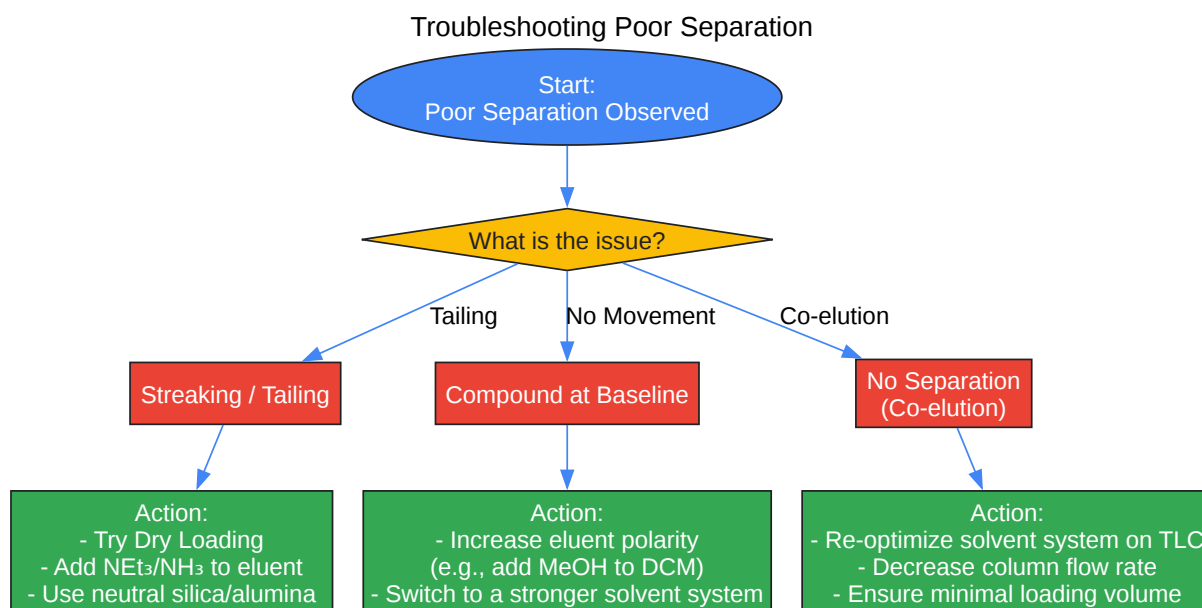 Troubleshooting Poor Separation
Start:
Poor Separation Observed
What is the issue?
Tailing
No Movement
Co-elution
Streaking / Tailing
Compound at Baseline
No Separation
(Co-elution)
Action:
- Try Dry Loading
- Add NEt₃/NH₃ to eluent
- Use neutral silica/alumina
Action:
- Increase eluent polarity
(e.g., add MeOH to DCM)
- Switch to a stronger solvent system
Action:
- Re-optimize solvent system on TLC
- Decrease column flow rate
- Ensure minimal loading volume